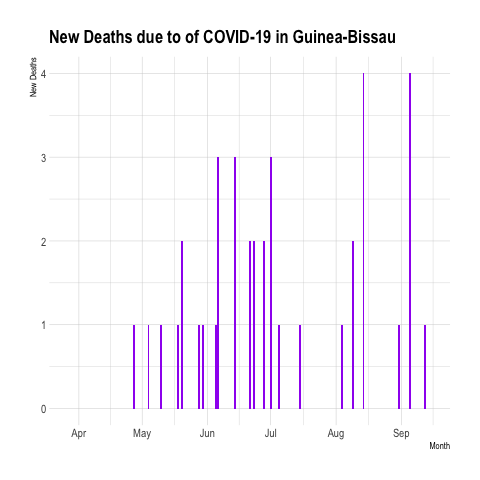 New Deaths due to of COVID-19 in Guinea-Bissau
New Deaths
4
3
2
1
0
Apr May Jun Jul Aug Sep
Month